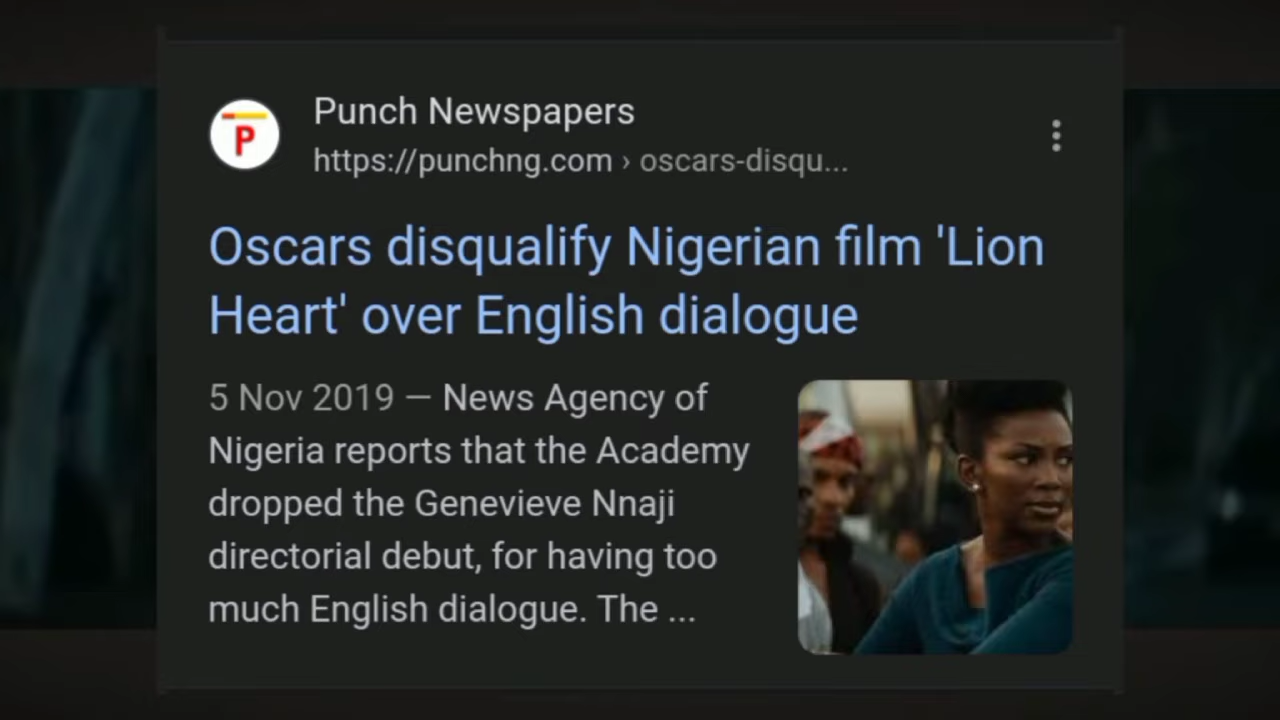 P
Punch Newspapers
https://punchng.com › oscars-disqu...
Oscars disqualify Nigerian film 'Lion
Heart' over English dialogue
5 Nov 2019 — News Agency of
Nigeria reports that the Academy
dropped the Genevieve Nnaji
directorial debut, for having too
much English dialogue. The ...